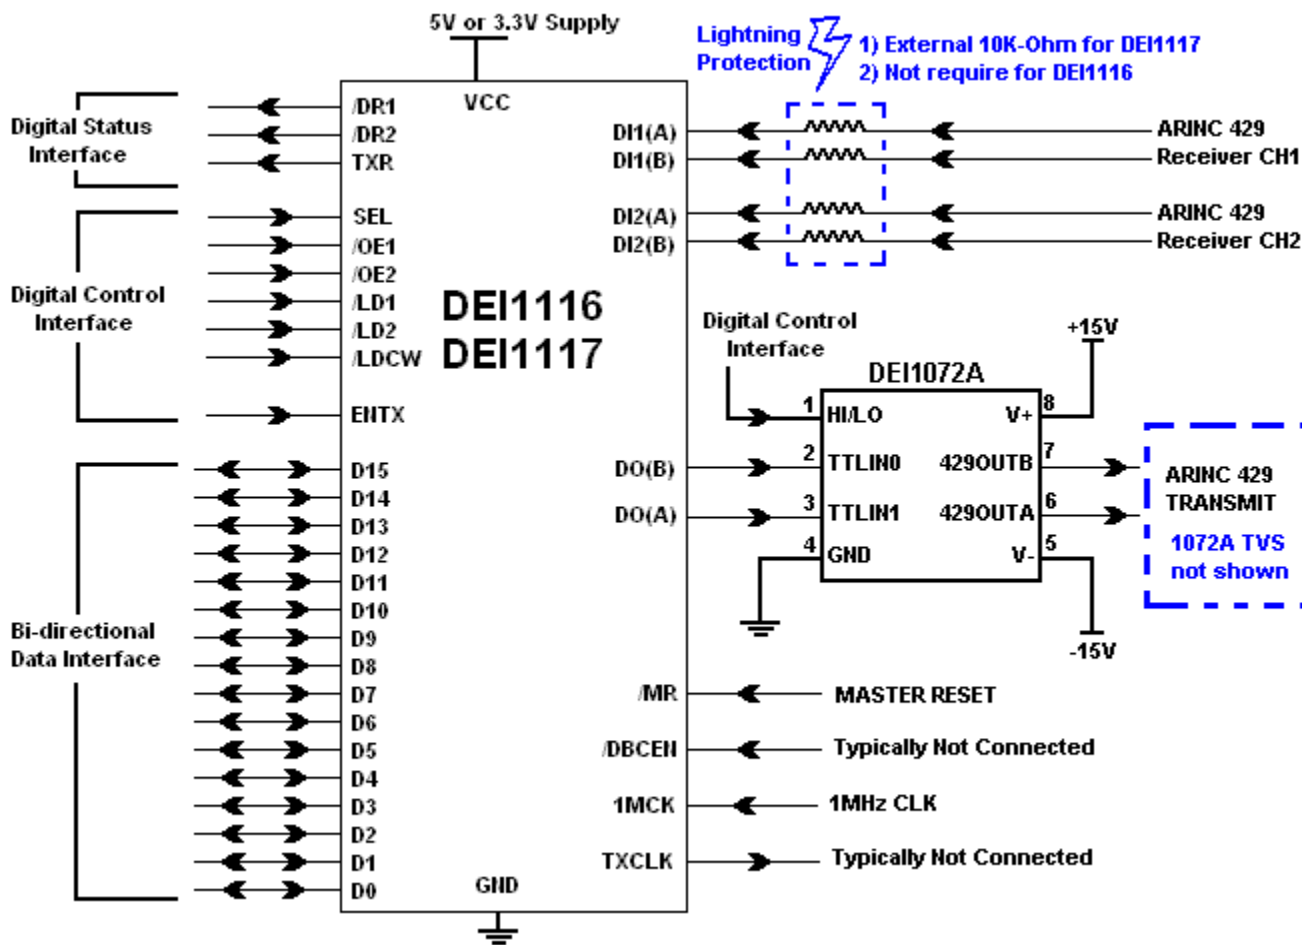 5V or 3.3V Supply
Lightning
Protection
1) External 10K-Ohm for DEI1117
2) Not require for DEI1116
Digital Status
Interface
/DR1
/DR2
TXR
VCC
DI1(A)
DI1(B)
ARINC 429
Receiver CH1
DI2(A)
DI2(B)
ARINC 429
Receiver CH2
Digital Control
Interface
SEL
/OE1
/OE2
/LD1
/LD2
/LDCW
ENTX
DEI1116
DEI1117
Digital Control
Interface
DEI1072A
+15V
1
HI/LO
V+
8
DO(B)
2
TTLIN0
429OUTB
7
DO(A)
3
TTLIN1
429OUTA
6
4
GND
V-
5
-15V
ARINC 429
TRANSMIT
1072A TVS
not shown
Bi-directional
Data Interface
D15
D14
D13
D12
D11
D10
D9
D8
D7
D6
D5
D4
D3
D2
D1
D0
/MR
MASTER RESET
/DBCEN
Typically Not Connected
1MCK
1MHz CLK
TXCLK
Typically Not Connected
GND